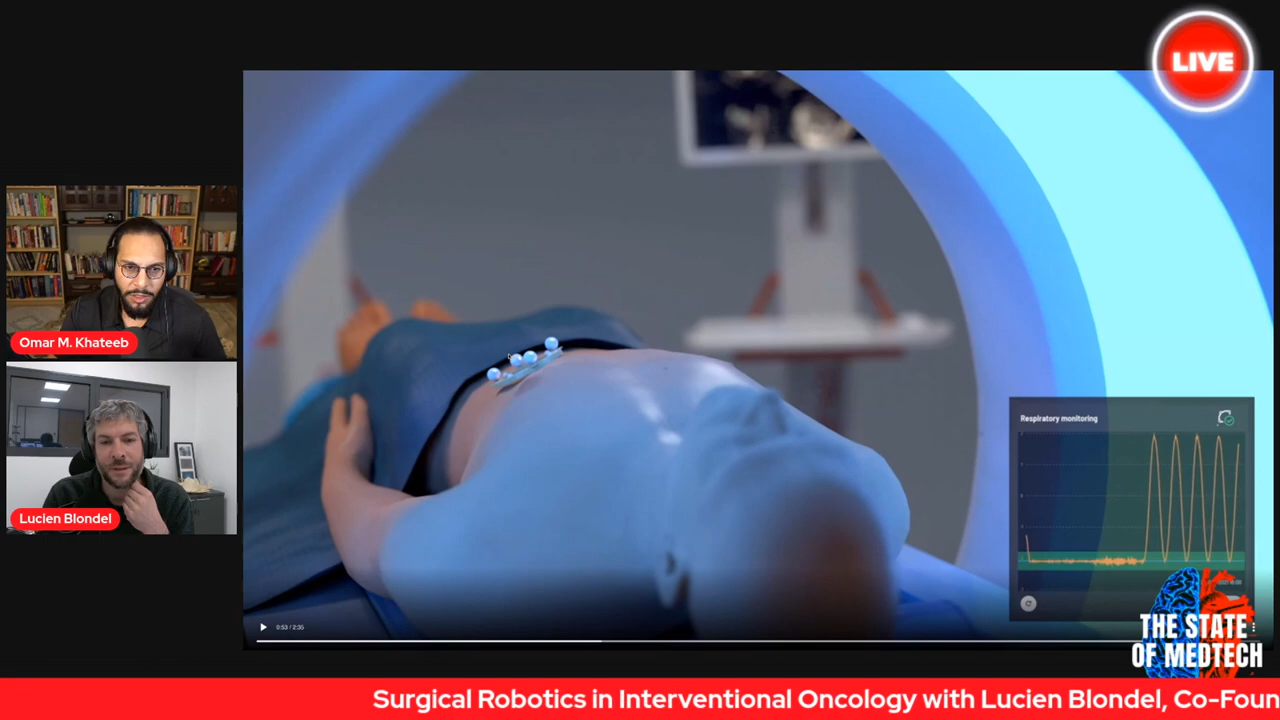 LIVE
Omar M. Khateeb
Lucien Blondel
Respiratory monitoring
0:53 / 2:35
THE STATE
OF MEDTECH
Surgical Robotics in Interventional Oncology with Lucien Blondel, Co-Foun